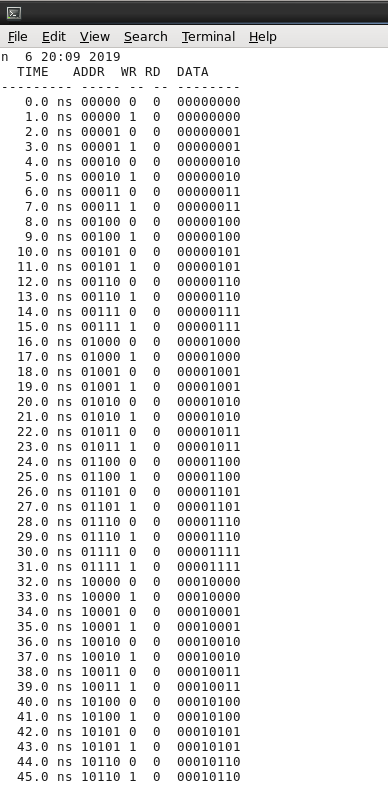 File Edit View Search Terminal Help
n  6 20:09 2019
  TIME   ADDR  WR RD  DATA
--------- ----- -- -- --------
   0.0 ns 00000 0  0  00000000
   1.0 ns 00000 1  0  00000000
   2.0 ns 00001 0  0  00000001
   3.0 ns 00001 1  0  00000001
   4.0 ns 00010 0  0  00000010
   5.0 ns 00010 1  0  00000010
   6.0 ns 00011 0  0  00000011
   7.0 ns 00011 1  0  00000011
   8.0 ns 00100 0  0  00000100
   9.0 ns 00100 1  0  00000100
  10.0 ns 00101 0  0  00000101
  11.0 ns 00101 1  0  00000101
  12.0 ns 00110 0  0  00000110
  13.0 ns 00110 1  0  00000110
  14.0 ns 00111 0  0  00000111
  15.0 ns 00111 1  0  00000111
  16.0 ns 01000 0  0  00001000
  17.0 ns 01000 1  0  00001000
  18.0 ns 01001 0  0  00001001
  19.0 ns 01001 1  0  00001001
  20.0 ns 01010 0  0  00001010
  21.0 ns 01010 1  0  00001010
  22.0 ns 01011 0  0  00001011
  23.0 ns 01011 1  0  00001011
  24.0 ns 01100 0  0  00001100
  25.0 ns 01100 1  0  00001100
  26.0 ns 01101 0  0  00001101
  27.0 ns 01101 1  0  00001101
  28.0 ns 01110 0  0  00001110
  29.0 ns 01110 1  0  00001110
  30.0 ns 01111 0  0  00001111
  31.0 ns 01111 1  0  00001111
  32.0 ns 10000 0  0  00010000
  33.0 ns 10000 1  0  00010000
  34.0 ns 10001 0  0  00010001
  35.0 ns 10001 1  0  00010001
  36.0 ns 10010 0  0  00010010
  37.0 ns 10010 1  0  00010010
  38.0 ns 10011 0  0  00010011
  39.0 ns 10011 1  0  00010011
  40.0 ns 10100 0  0  00010100
  41.0 ns 10100 1  0  00010100
  42.0 ns 10101 0  0  00010101
  43.0 ns 10101 1  0  00010101
  44.0 ns 10110 0  0  00010110
  45.0 ns 10110 1  0  00010110